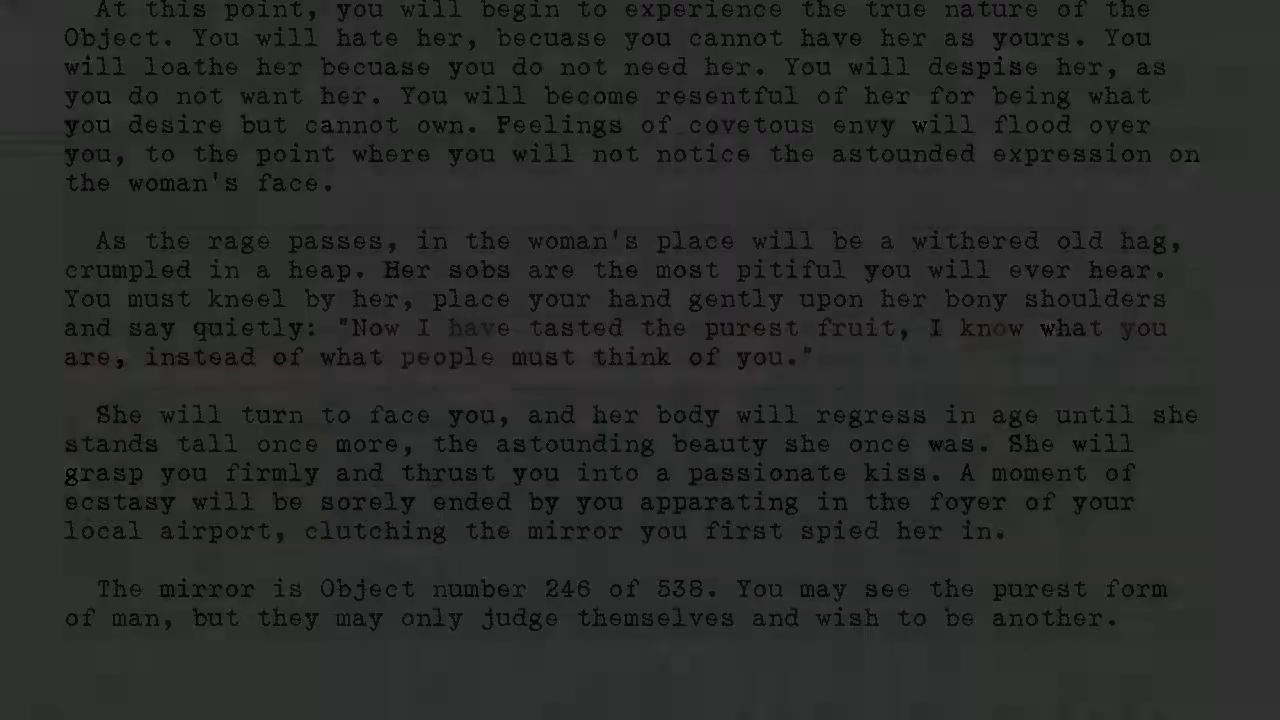 At this point, you will begin to experience the true nature of the
Object. You will hate her, becuase you cannot have her as yours. You
will loathe her becuase you do not need her. You will despise her, as
you do not want her. You will become resentful of her for being what
you desire but cannot own. Feelings of covetous envy will flood over
you, to the point where you will not notice the astounded expression on
the woman's face.
As the rage passes, in the woman's place will be a withered old hag,
crumpled in a heap. Her sobs are the most pitiful you will ever hear.
You must kneel by her, place your hand gently upon her bony shoulders
and say quietly: "Now I have tasted the purest fruit, I know what you
are, instead of what people must think of you."
She will turn to face you, and her body will regress in age until she
stands tall once more, the astounding beauty she once was. She will
grasp you firmly and thrust you into a passionate kiss. A moment of
ecstasy will be sorely ended by you apparating in the foyer of your
local airport, clutching the mirror you first spied her in.
The mirror is Object number 246 of 538. You may see the purest form
of man, but they may only judge themselves and wish to be another.